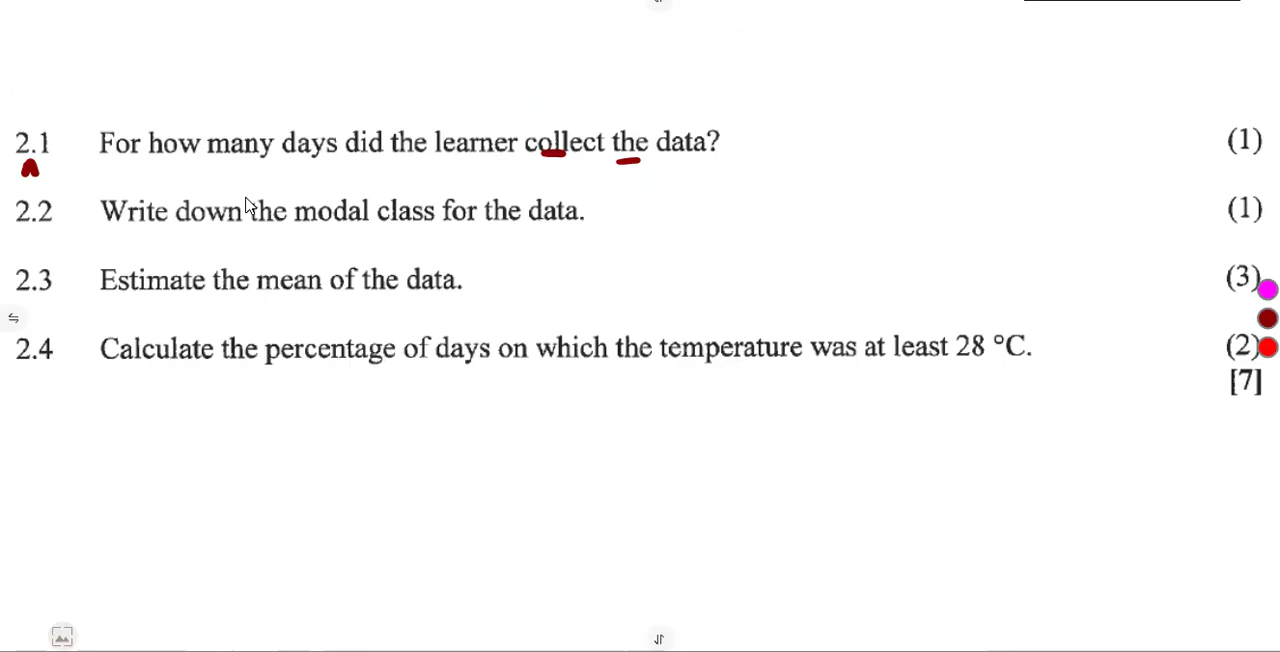 2.1 For how many days did the learner collect the data? (1)
2.2 Write down the modal class for the data. (1)
2.3 Estimate the mean of the data. (3)
2.4 Calculate the percentage of days on which the temperature was at least 28 °C. (2)
[7]